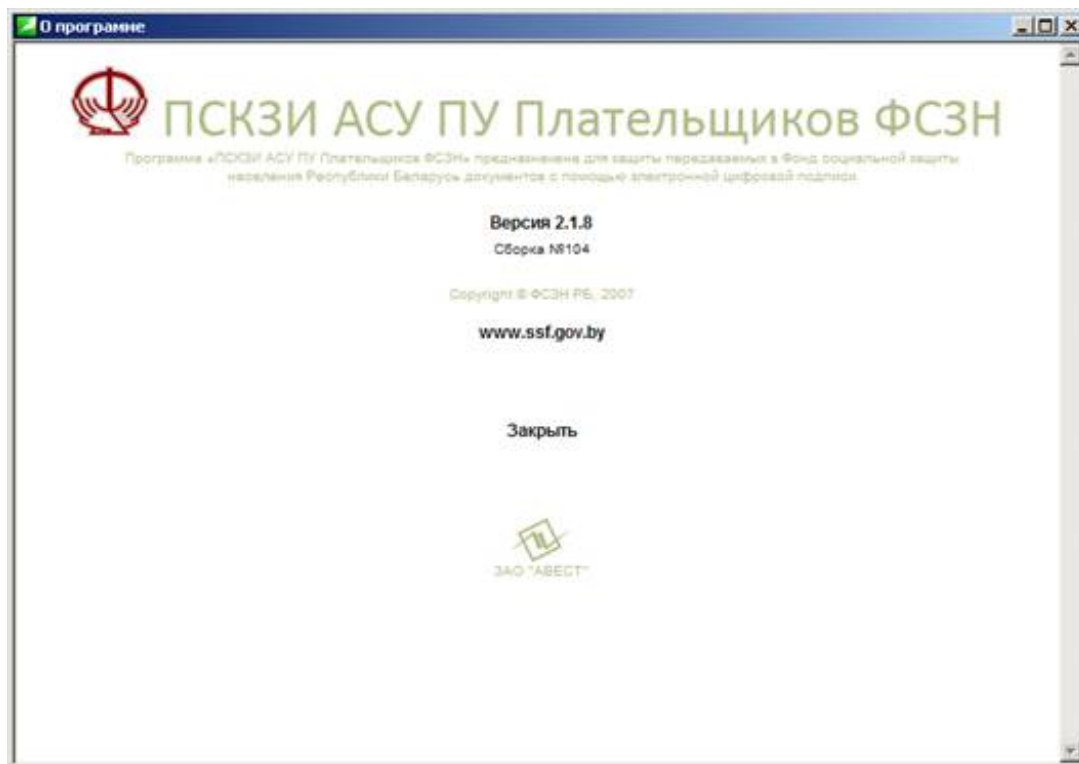 О программе
ПСКЗИ АСУ ПУ Плательщиков ФСЗН
Программа «ПСКЗИ АСУ ПУ Плательщиков ФСЗН» предназначена для защиты передаваемых в Фонд социальной защиты
населения Республики Беларусь документов с помощью электронной цифровой подписи
Версия 2.1.8
Сборка №104
Copyright © ФСЗН РБ, 2007
www.ssf.gov.by
Закрыть
ЗАО "АВЕСТ"